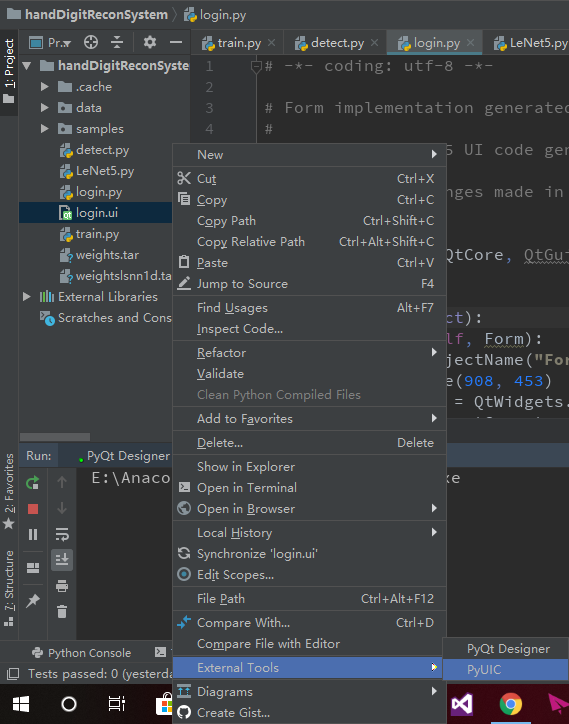 handDigitReconSystem login.py
1: Project
Pr..
train.py
detect.py
login.py
LeNet5.py
handDigitReconSyste
.cache
data
samples
detect.py
LeNet5.py
login.py
login.ui
train.py
weights.tar
weightslsnn1d.ta
External Libraries
Scratches and Cons
1 # -*- coding: utf-8 -*-
2
3 # Form implementation generated
4 #
5 UI code gen
nges made in
QtCore, QtGui
ct):
lf, Form):
jectName("For
e(908, 453)
= QtWidgets.
New
Cut Ctrl+X
Copy Ctrl+C
Copy Path Ctrl+Shift+C
Copy Relative Path Ctrl+Alt+Shift+C
Paste Ctrl+V
Jump to Source F4
Find Usages Alt+F7
Inspect Code...
Refactor
Validate
Clean Python Compiled Files
Add to Favorites
Delete... Delete
Show in Explorer
Open in Terminal
Open in Browser
Local History
Synchronize 'login.ui'
Edit Scopes...
File Path Ctrl+Alt+F12
Compare With... Ctrl+D
Compare File with Editor
External Tools
Diagrams
Create Gist...
PyQt Designer
PyUIC
Run: PyQt Designer
E:\Anaco
xe
2: Favorites
7: Structure
Python Console
Tests passed: 0 (yesterda